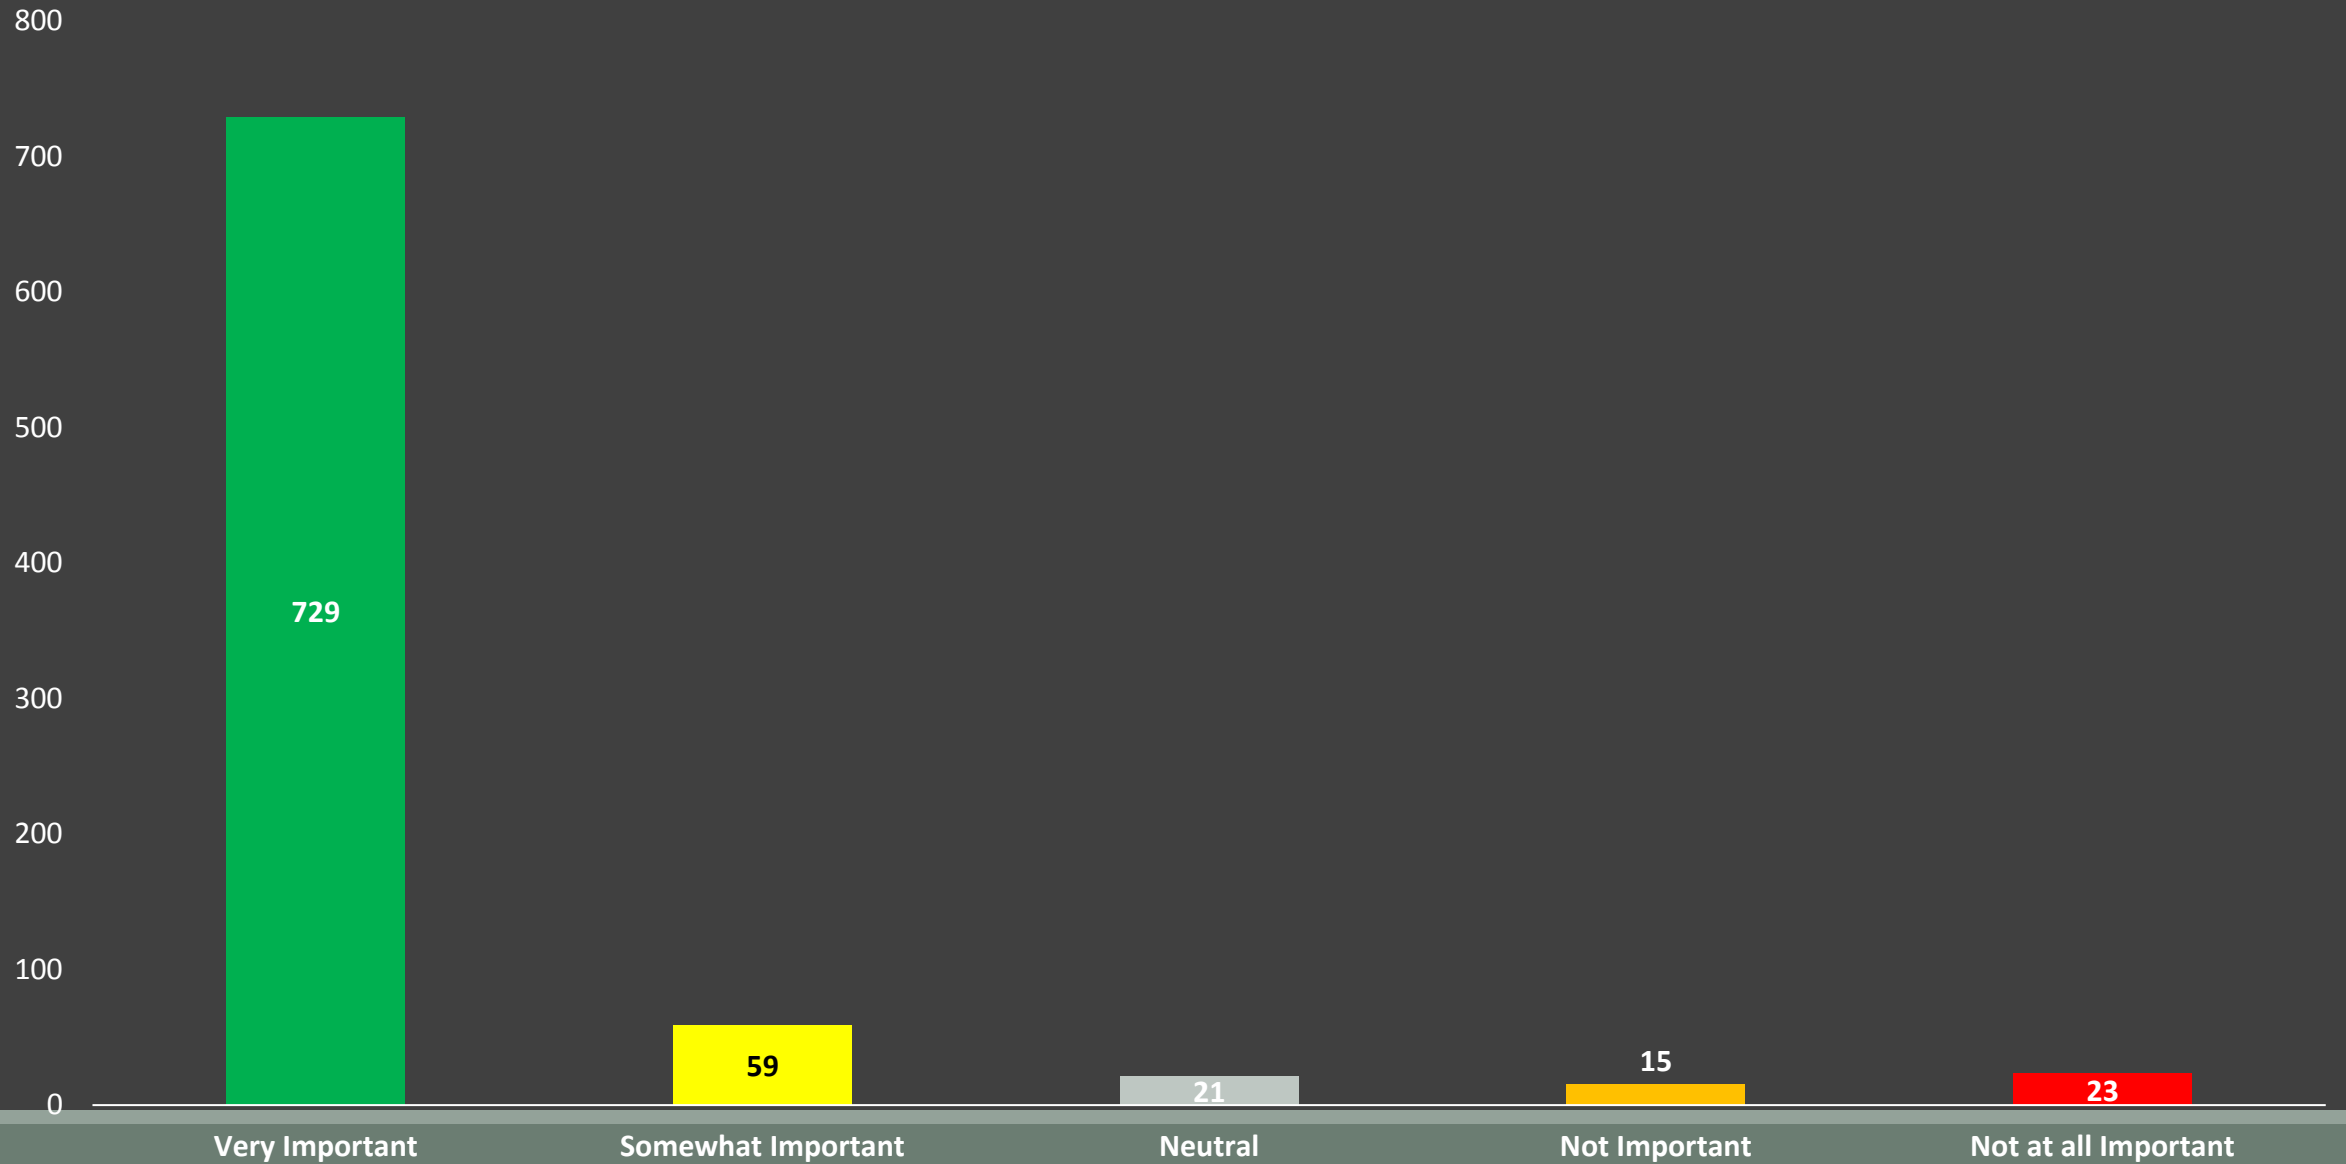 800
700
600
500
400
300
200
100
0
729
59
21
15
23
Very Important
Somewhat Important
Neutral
Not Important
Not at all Important